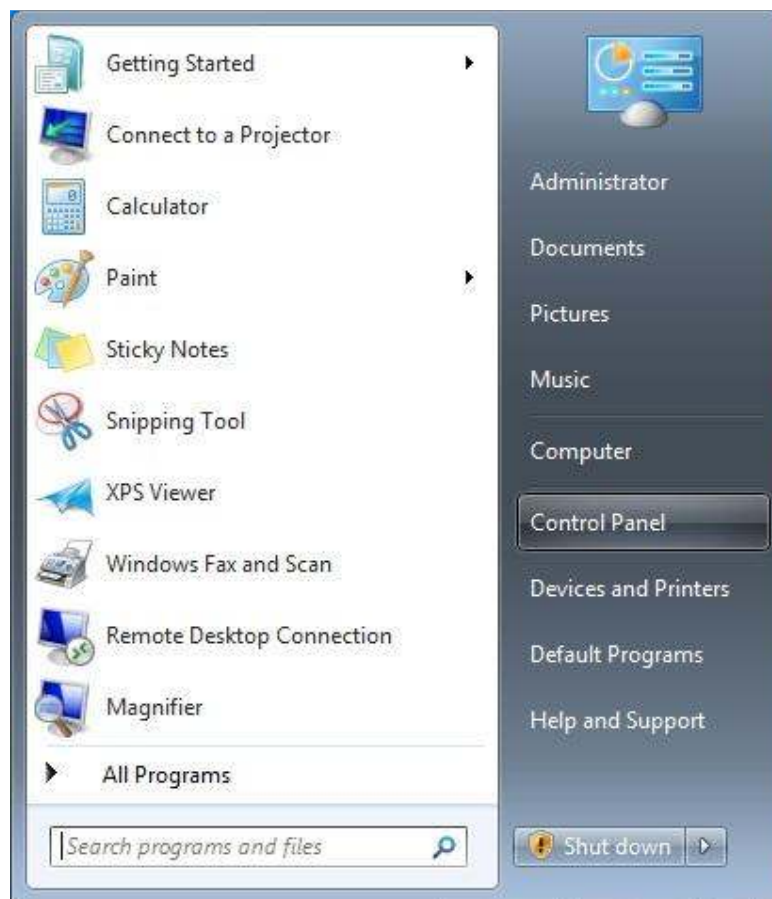 Getting Started
Connect to a Projector
Calculator
Paint
Sticky Notes
Snipping Tool
XPS Viewer
Windows Fax and Scan
Remote Desktop Connection
Magnifier
All Programs
Search programs and files
Administrator
Documents
Pictures
Music
Computer
Control Panel
Devices and Printers
Default Programs
Help and Support
Shut down